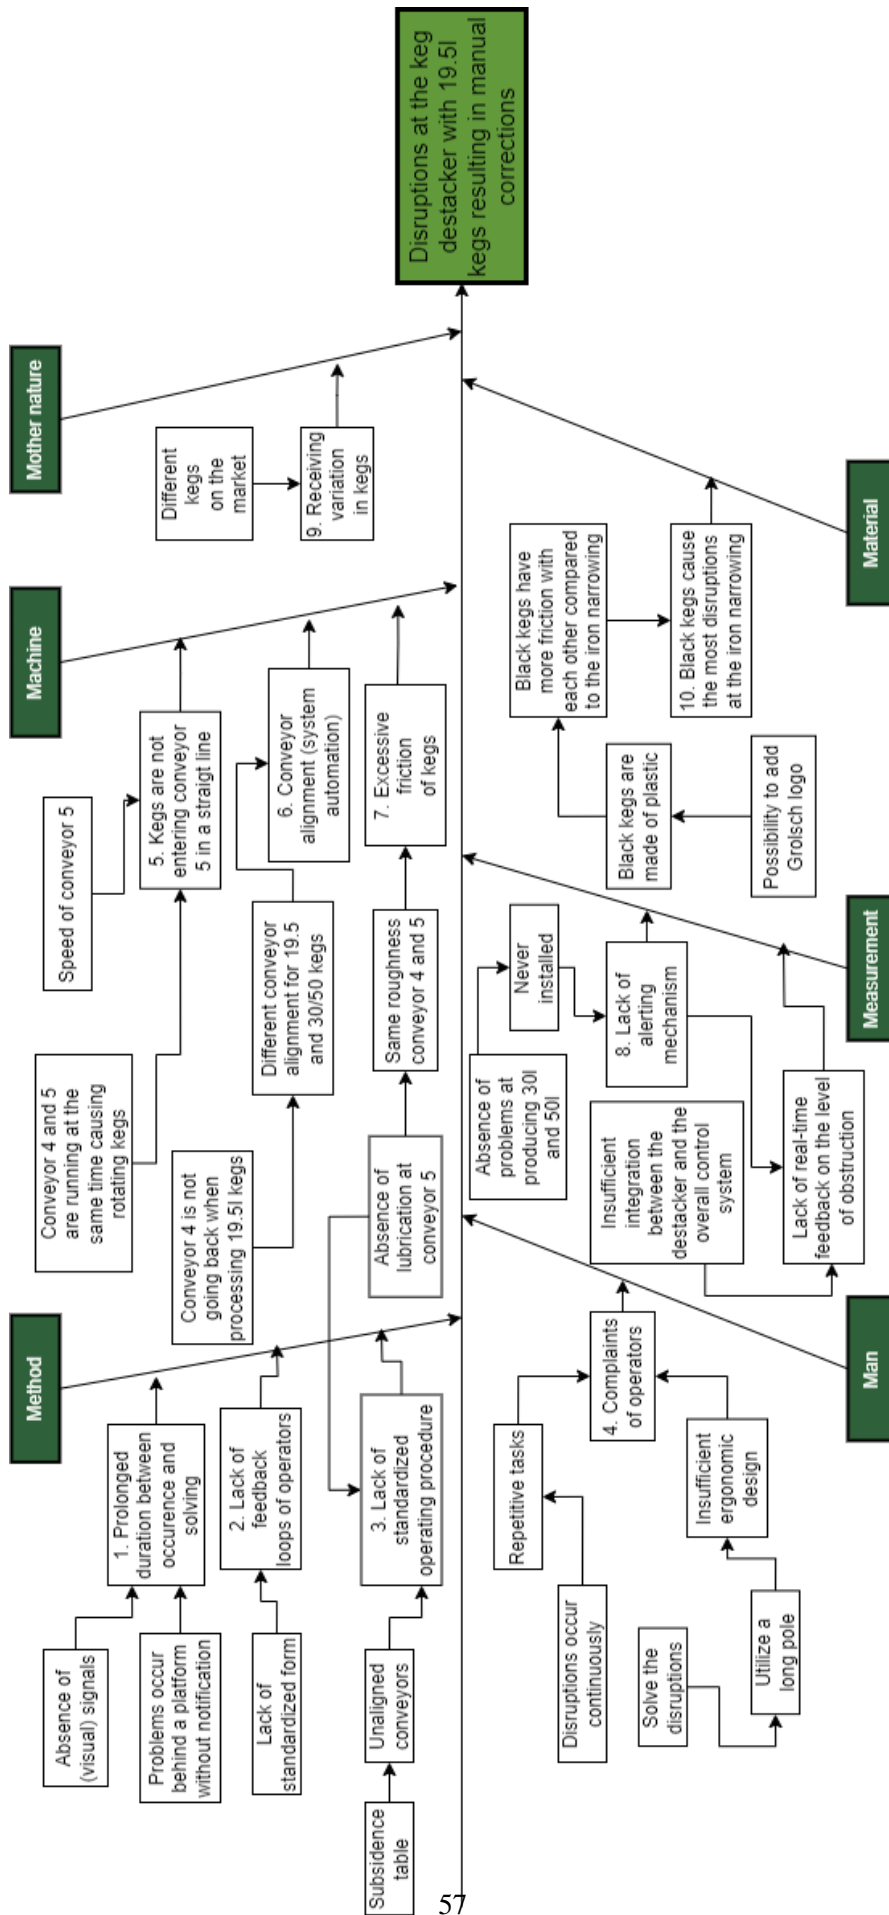 Method
Machine
Mother nature
Absence of
(visual) signals
Problems occur
behind a platform
without notification
1. Prolonged
duration between
occurence and
solving
Lack of
standardized form
2. Lack of
feedback
loops of operators
Subsidence
table
Unaligned
conveyors
3. Lack of
standardized
operating procedure
Conveyor 4 and 5
are running at the
same time causing
rotating kegs
Speed of conveyor 5
5. Kegs are not
entering conveyor
5 in a straigt line
Conveyor 4 is not
going back when
processing 19.5l kegs
Different conveyor
alignment for 19.5
and 30/50 kegs
6. Conveyor
alignment (system
automation)
Absence of
lubrication at
conveyor 5
Same roughness
conveyor 4 and 5
7. Excessive
friction
of kegs
Different
kegs
on the
market
9. Receiving
variation
in kegs
Disruptions at the keg
destacker with 19.5l
kegs resulting in manual
corrections
Repetitive tasks
Disruptions occur
continuously
4. Complaints
of operators
Solve the
disruptions
Utilize a
long pole
Insufficient
ergonomic
design
Absence of
problems at
producing 30l
and 50l
Never
installed
8. Lack of
alerting
mechanism
Insufficient
integration
between the
destacker and the
overall control
system
Lack of real-time
feedback on the level
of obstruction
Black kegs have
more friction with
each other compared
to the iron narrowing
10. Black kegs cause
the most disruptions
at the iron narrowing
Black kegs are
made of plastic
Possibility to add
Grolsch logo
Man
Measurement
Material
57